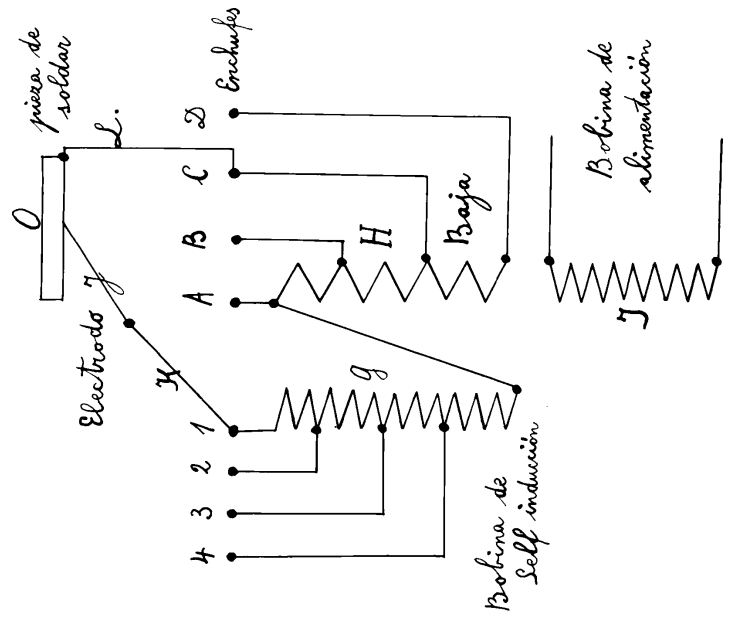 pieza de
soldar
O
L.
Electrodo J
K
Enchufes
4
3
2
1
A
B
C
D
g
H
Baja
Bobina de
Self inducción
J
Bobina de
alimentación